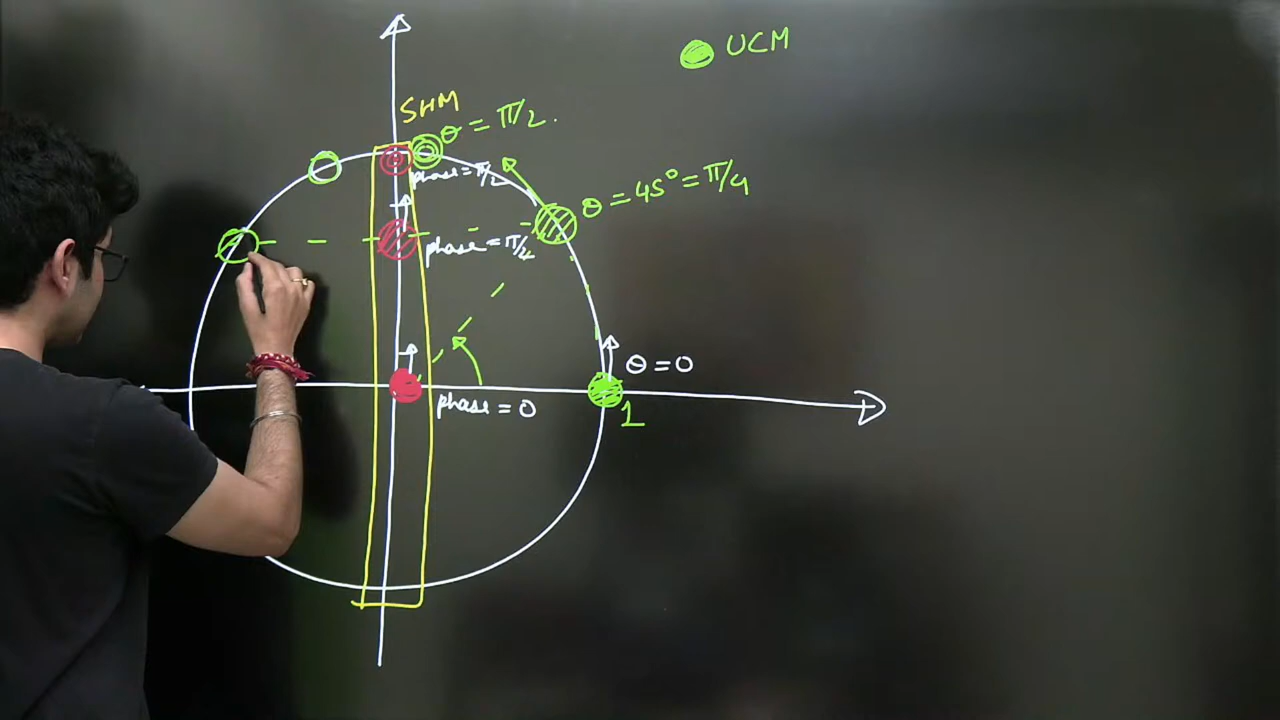 UCM
SHM
θ = π/2.
phase = π/2
θ = 45° = π/4
phase = π/4
θ = 0
phase = 0
1